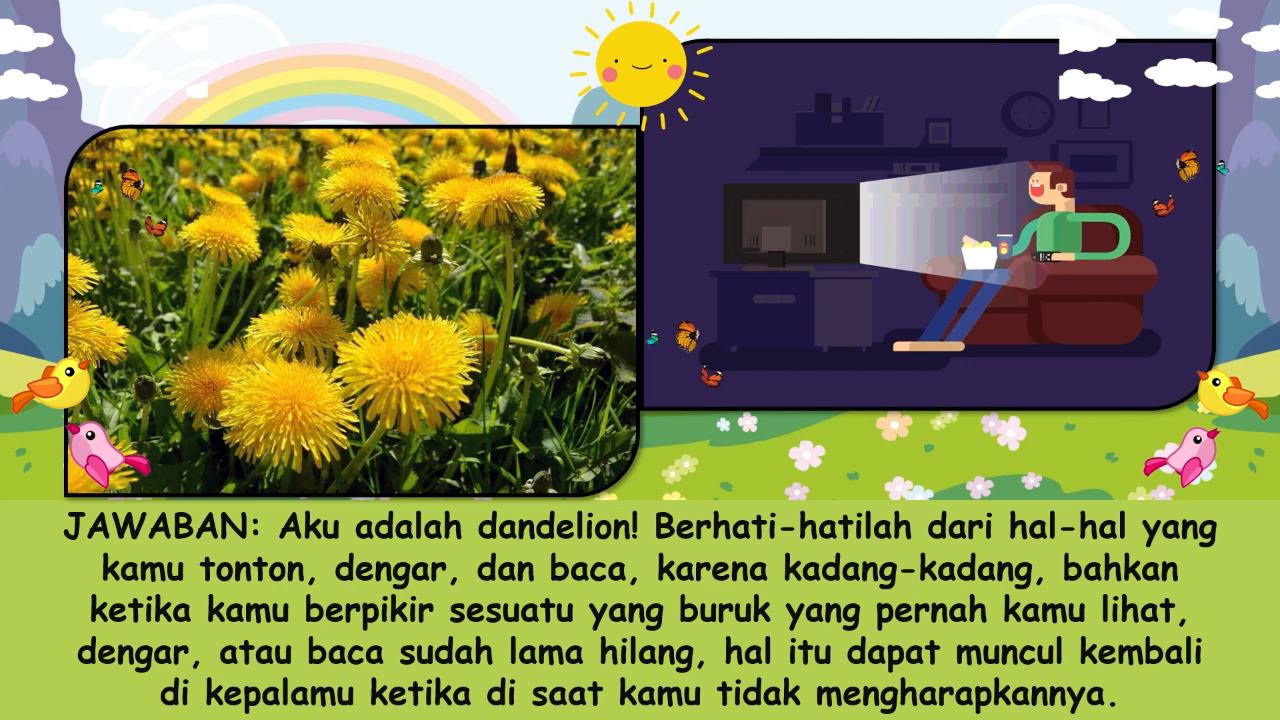 JAWABAN: Aku adalah dandelion! Berhati-hatilah dari hal-hal yang
kamu tonton, dengar, dan baca, karena kadang-kadang, bahkan
ketika kamu berpikir sesuatu yang buruk yang pernah kamu lihat,
dengar, atau baca sudah lama hilang, hal itu dapat muncul kembali
di kepalamu ketika di saat kamu tidak mengharapkannya.